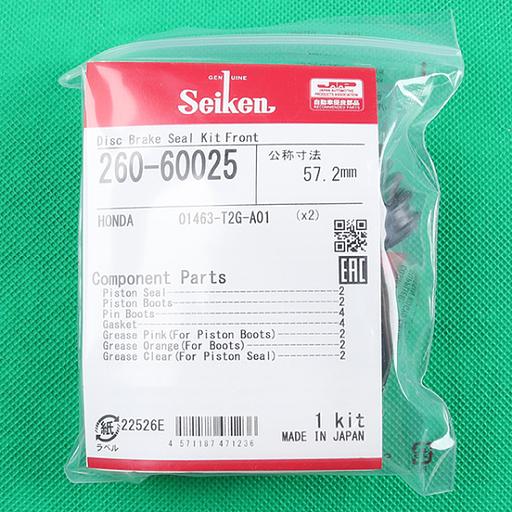 GENUINE
Seiken
JAPAN AUTOMOTIVE
PRODUCTS ASSOCIATION
自動車優良部品
RECOMMENDED PARTS
Disc Brake Seal Kit Front
260-60025
公称寸法
57.2mm
HONDA 01463-T2G-A01 (x2)
EAC
Component Parts
Piston Seal 2
Piston Boots 2
Pin Boots 4
Gasket 4
Grease Pink(For Piston Boots) 2
Grease Orange(For Boots) 2
Grease Clear(For Piston Seal) 2
紙
ラベル
22526E
4 571187 471236
1 kit
MADE IN JAPAN